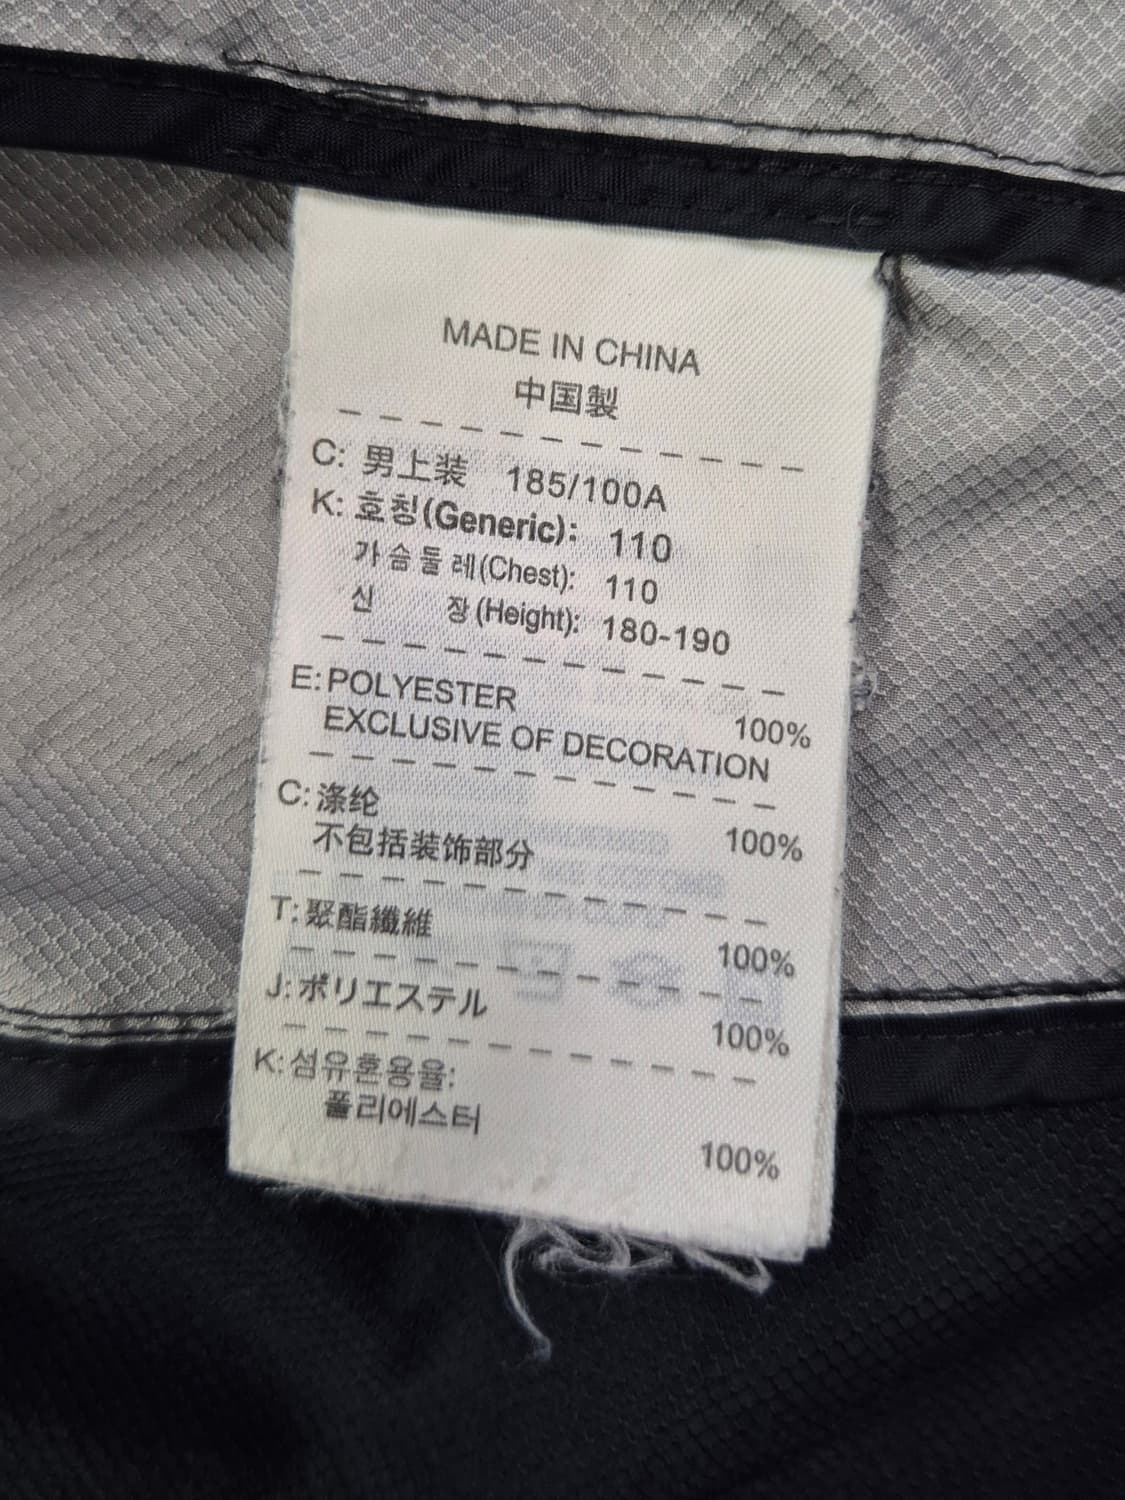 MADE IN CHINA
中国製
C: 男上装 185/100A
K: 호칭(Generic): 110
가슴둘레(Chest): 110
신 장(Height): 180-190
E: POLYESTER 100%
EXCLUSIVE OF DECORATION
C: 涤纶 100%
不包括装饰部分
T: 聚酯纖維 100%
J: ポリエステル 100%
K: 섬유혼용율:
폴리에스터 100%